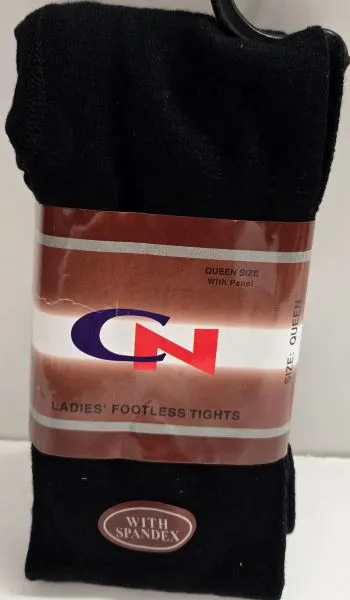 QUEEN SIZE
With Panel
SIZE: QUEEN
CN
LADIES' FOOTLESS TIGHTS
WITH
SPANDEX